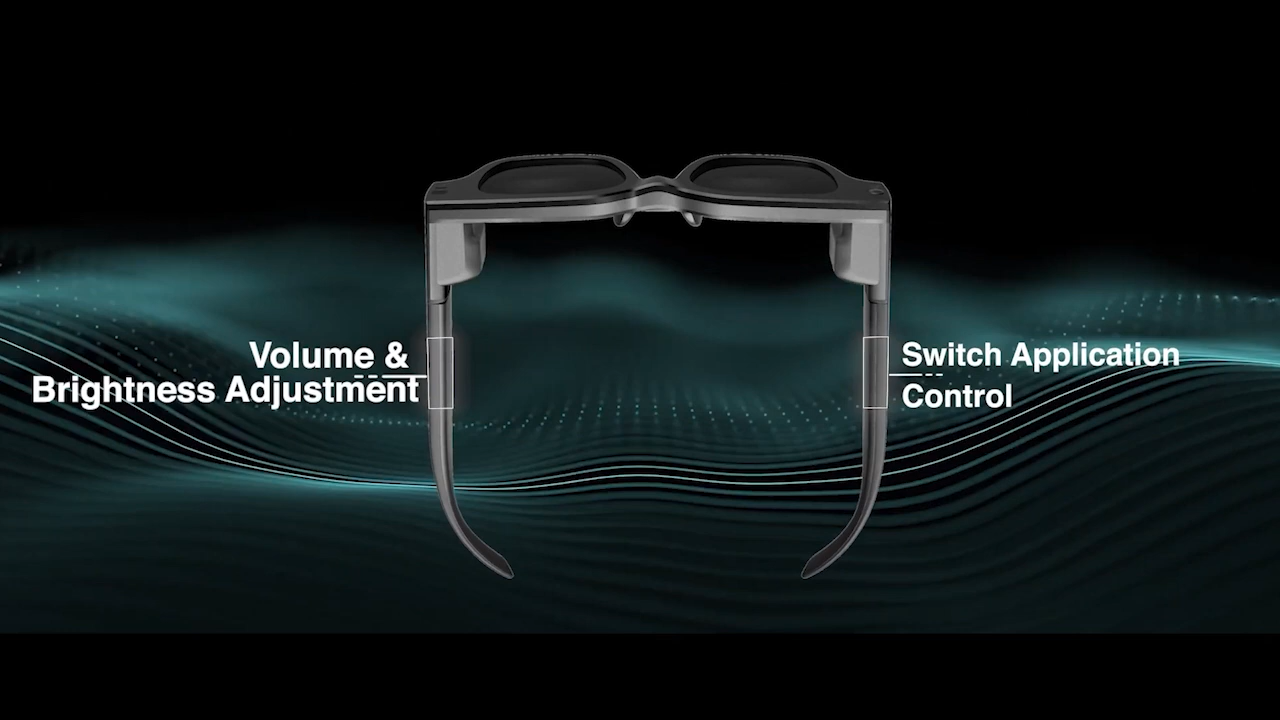 Volume &
Brightness Adjustment
Switch Application
Control